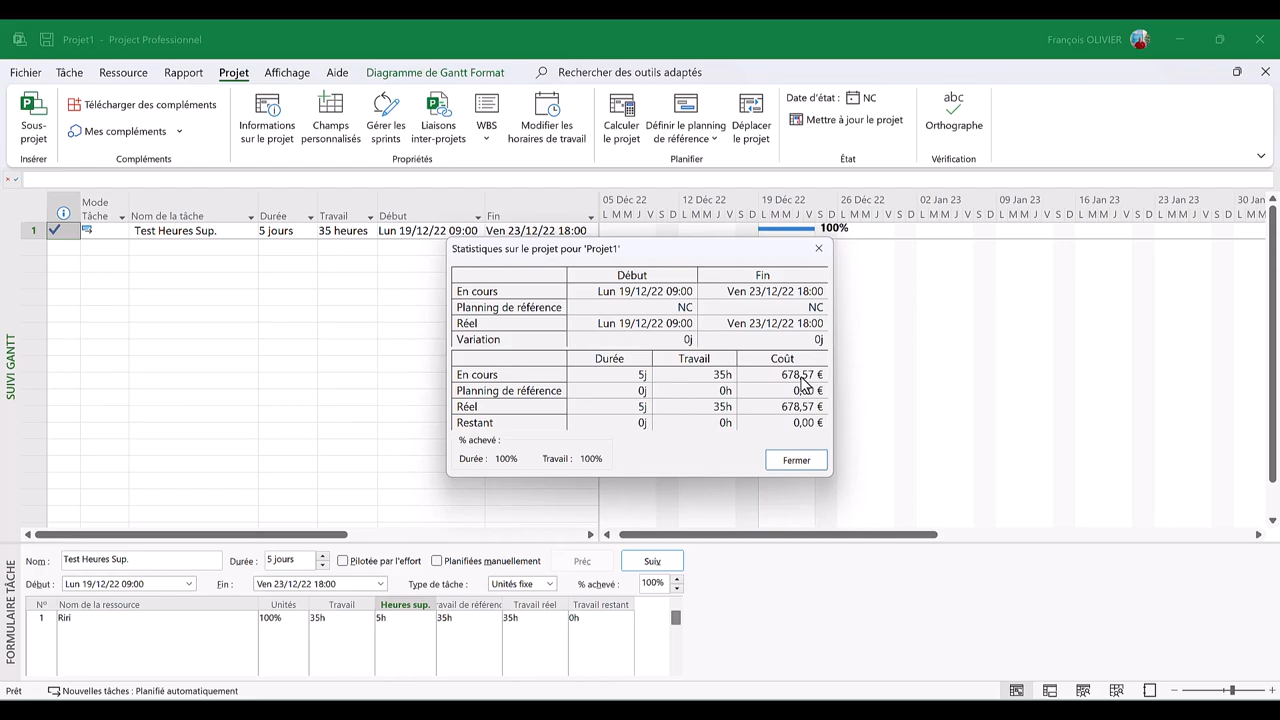 Projet1 - Project Professionnel
François OLIVIER
Fichier Tâche Ressource Rapport Projet Affichage Aide Diagramme de Gantt Format Rechercher des outils adaptés
Sous-projet
Insérer
Télécharger des compléments
Mes compléments
Compléments
Informations sur le projet
Champs personnalisés
Gérer les sprints
Liaisons inter-projets
WBS
Modifier les horaires de travail
Propriétés
Calculer le projet
Définir le planning de référence
Déplacer le projet
Planifier
Date d'état : NC
Mettre à jour le projet
État
abc
Orthographe
Vérification
Mode Tâche Nom de la tâche Durée Travail Début Fin
05 Déc 22 12 Déc 22 19 Déc 22 26 Déc 22 02 Jan 23 09 Jan 23 16 Jan 23 23 Jan 23 30 Jan
L M M J V S D L M M J V S D L M M J V S D L M M J V S D L M M J V S D L M M J V S D L M M J V S D L M M J V S D L M M
1 Test Heures Sup. 5 jours 35 heures Lun 19/12/22 09:00 Ven 23/12/22 18:00 100%
SUIVI GANTT
Statistiques sur le projet pour 'Projet1'
Début Fin
En cours Lun 19/12/22 09:00 Ven 23/12/22 18:00
Planning de référence NC NC
Réel Lun 19/12/22 09:00 Ven 23/12/22 18:00
Variation 0j 0j
Durée Travail Coût
En cours 5j 35h 678,57 €
Planning de référence 0j 0h 0,00 €
Réel 5j 35h 678,57 €
Restant 0j 0h 0,00 €
% achevé :
Durée : 100% Travail : 100%
Fermer
FORMULAIRE TÂCHE
Nom : Test Heures Sup. Durée : 5 jours Pilotée par l'effort Planifiées manuellement Préc Suiv
Début : Lun 19/12/22 09:00 Fin : Ven 23/12/22 18:00 Type de tâche : Unités fixe % achevé : 100%
N° Nom de la ressource Unités Travail Heures sup. avail de référenc Travail réel Travail restant
1 Riri 100% 35h 5h 35h 35h 0h
Prêt Nouvelles tâches : Planifié automatiquement